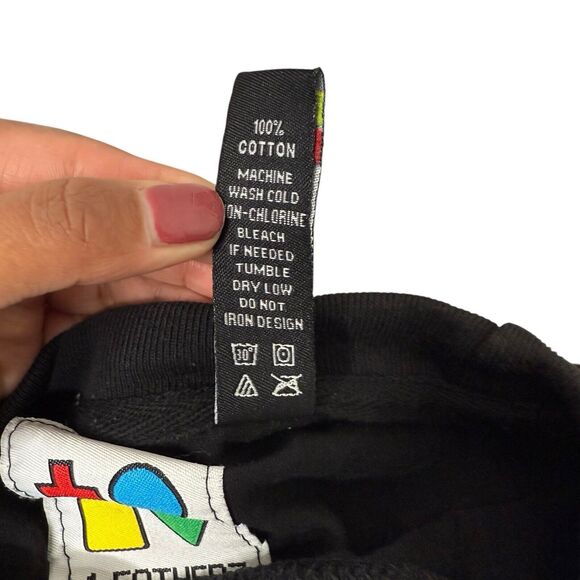 100%
COTTON
MACHINE
WASH COLD
ON-CHLORINE
BLEACH
IF NEEDED
TUMBLE
DRY LOW
DO NOT
IRON DESIGN
30°